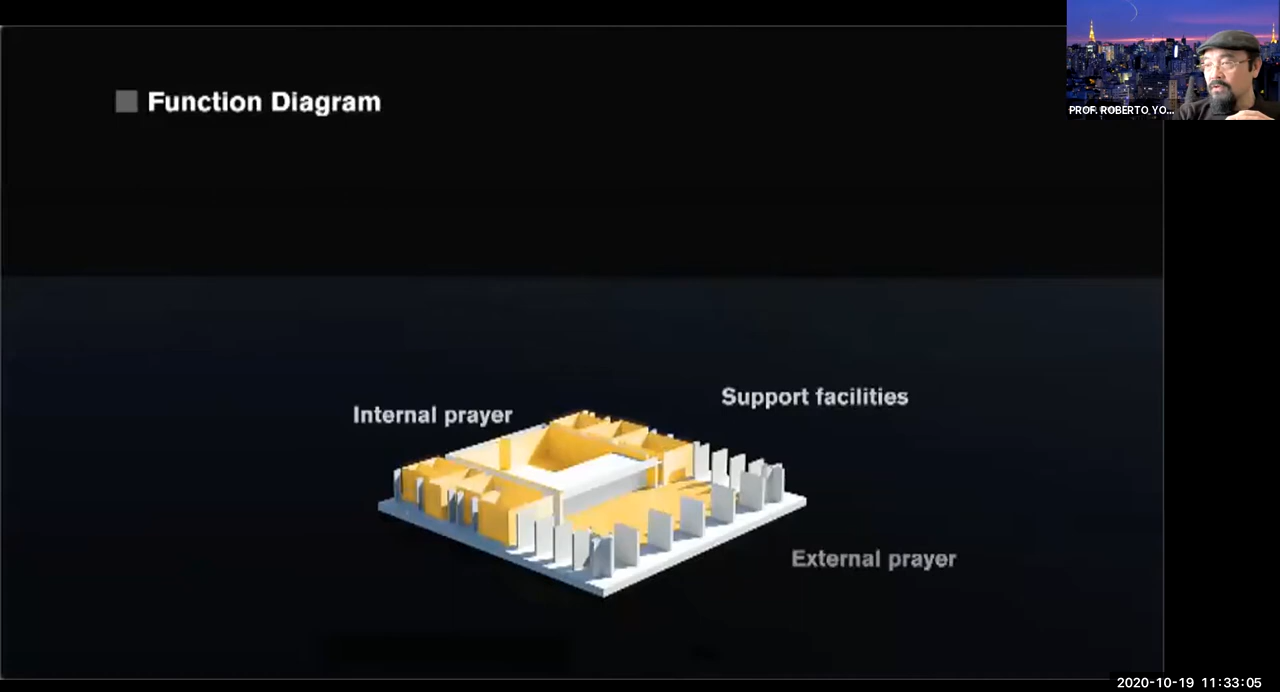 PROF. ROBERTO YO...
Function Diagram
Support facilities
Internal prayer
External prayer
2020-10-19 11:33:05